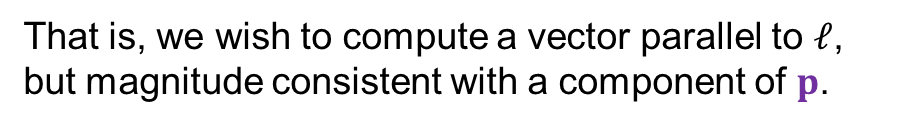 That is, we wish to compute a vector parallel to ℓ,
but magnitude consistent with a component of p.